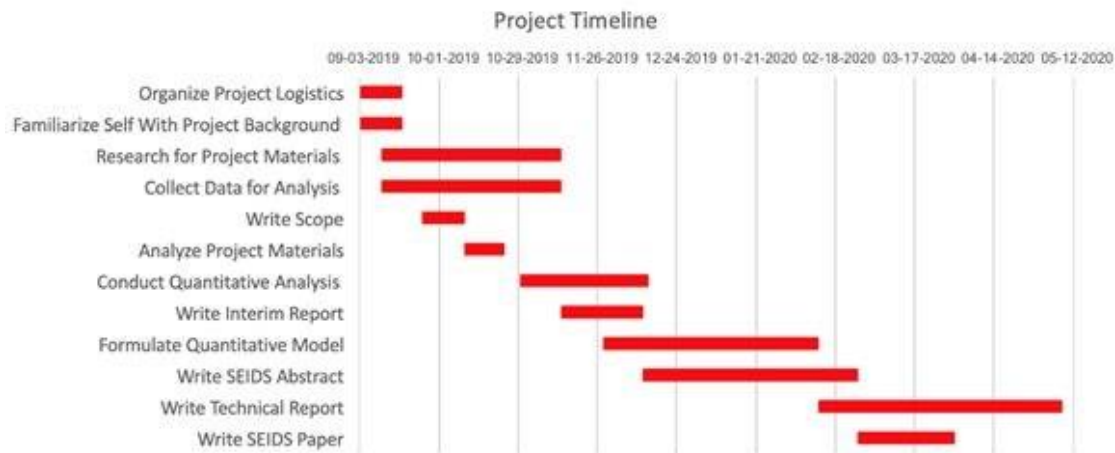 Project Timeline
09-03-2019 10-01-2019 10-29-2019 11-26-2019 12-24-2019 01-21-2020 02-18-2020 03-17-2020 04-14-2020 05-12-2020
Organize Project Logistics
Familiarize Self With Project Background
Research for Project Materials
Collect Data for Analysis
Write Scope
Analyze Project Materials
Conduct Quantitative Analysis
Write Interim Report
Formulate Quantitative Model
Write SEIDS Abstract
Write Technical Report
Write SEIDS Paper